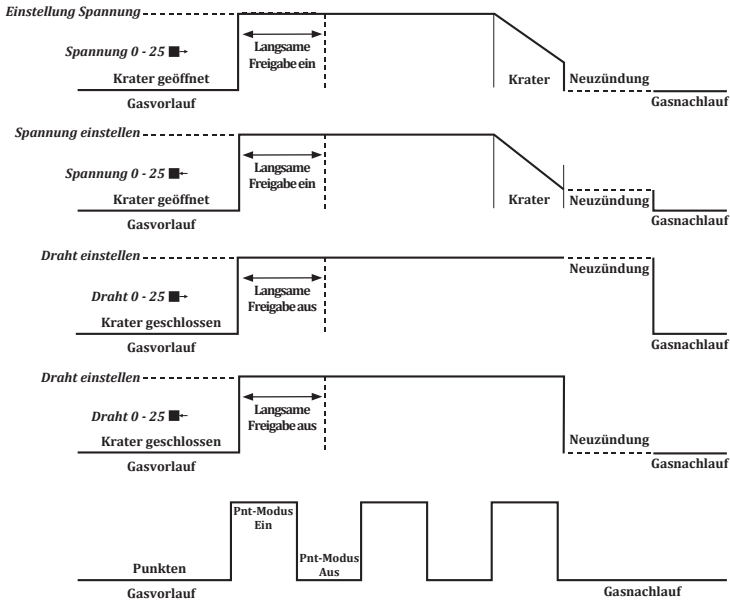 Einstellung Spannung
Spannung 0 - 25
Langsame
Freigabe ein
Krater geöffnet
Krater
Neuzündung
Gasvorlauf
Gasnachlauf
Spannung einstellen
Spannung 0 - 25
Langsame
Freigabe ein
Krater geöffnet
Krater
Neuzündung
Gasvorlauf
Gasnachlauf
Draht einstellen
Neuzündung
Draht 0 - 25
Langsame
Freigabe aus
Krater geschlossen
Gasvorlauf
Gasnachlauf
Draht einstellen
Draht 0 - 25
Langsame
Freigabe aus
Krater geschlossen
Neuzündung
Gasvorlauf
Gasnachlauf
Pnt-Modus
Ein
Pnt-Modus
Aus
Punkten
Gasvorlauf
Gasnachlauf